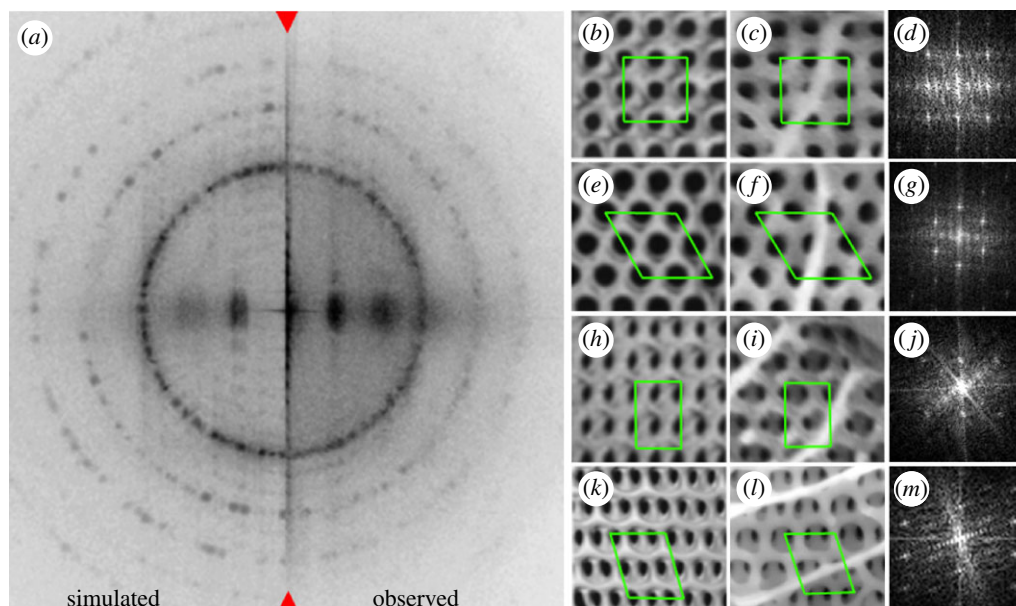 (a)
(b)
(c)
(d)
(e)
(f)
(g)
(h)
(i)
(j)
(k)
(l)
(m)
simulated
observed